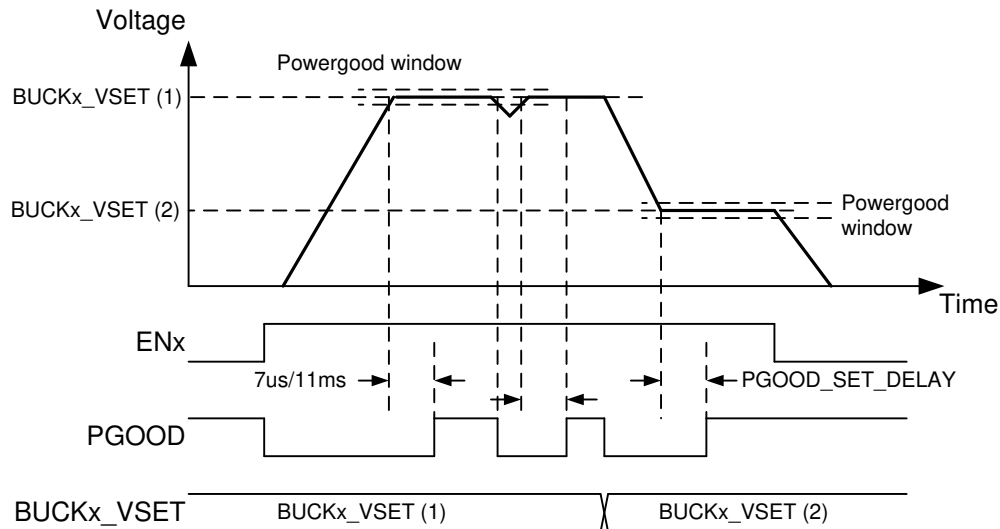 Voltage
Powergood window
BUCKx_VSET (1)
BUCKx_VSET (2)
Powergood
window
Time
ENx
7us/11ms
PGOOD_SET_DELAY
PGOOD
BUCKx_VSET
BUCKx_VSET (1)
BUCKx_VSET (2)